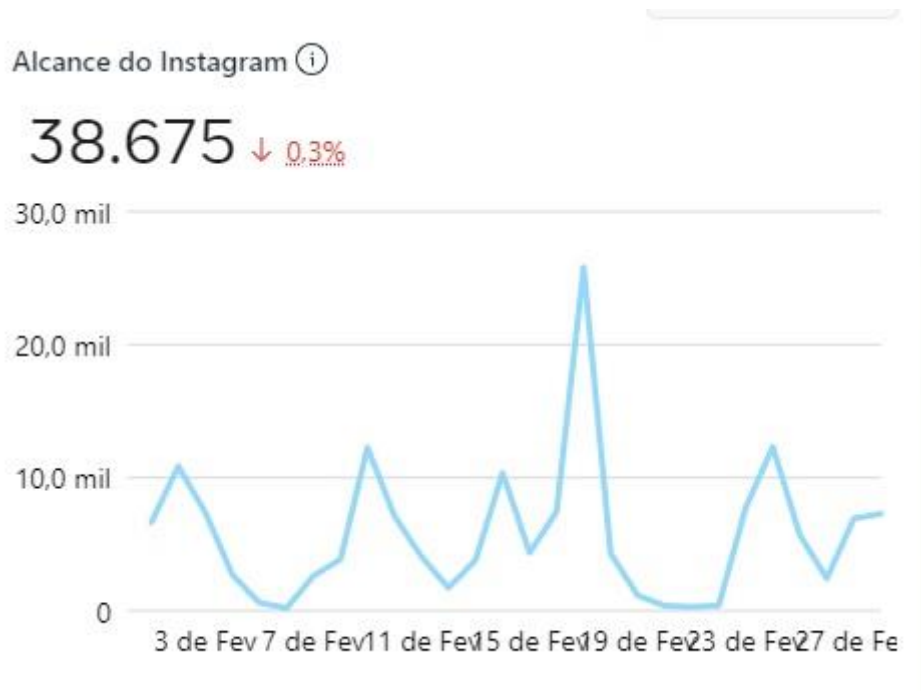 Alcance do Instagram
38.675 ↓ 0,3%
30,0 mil
20,0 mil
10,0 mil
0
3 de Fev 7 de Fev 11 de Fev 15 de Fev 19 de Fev 23 de Fev 27 de Fe